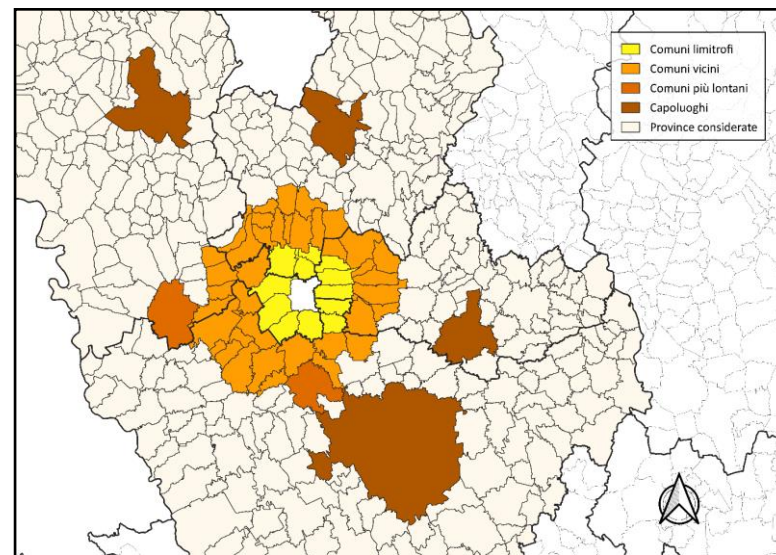 Comuni limitrofi
Comuni vicini
Comuni più lontani
Capoluoghi
Province considerate